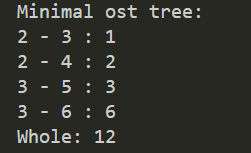 Minimal ost tree:
2 - 3 : 1
2 - 4 : 2
3 - 5 : 3
3 - 6 : 6
Whole: 12